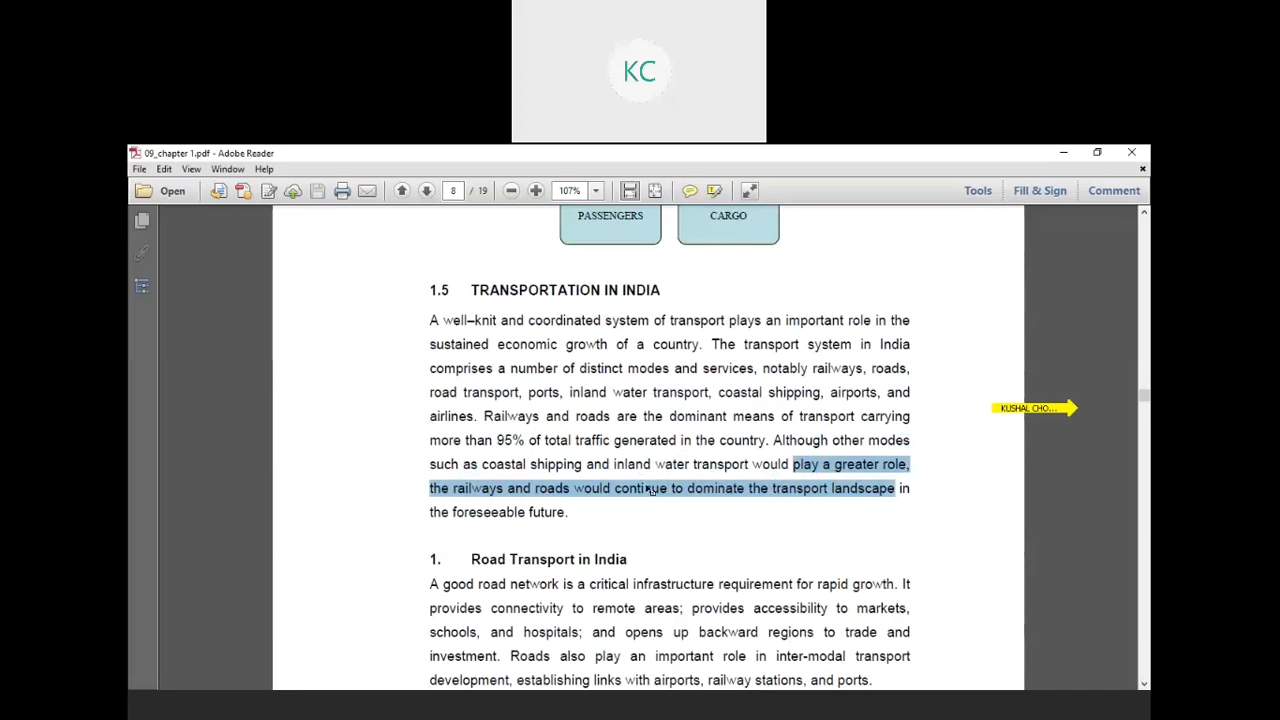 KC
09_chapter 1.pdf - Adobe Reader
File Edit View Window Help
Open 8 / 19 107% Tools Fill & Sign Comment
PASSENGERS CARGO
1.5 TRANSPORTATION IN INDIA
A well–knit and coordinated system of transport plays an important role in the
sustained economic growth of a country. The transport system in India
comprises a number of distinct modes and services, notably railways, roads,
road transport, ports, inland water transport, coastal shipping, airports, and
airlines. Railways and roads are the dominant means of transport carrying
KUSHAL CHO...
more than 95% of total traffic generated in the country. Although other modes
such as coastal shipping and inland water transport would play a greater role,
the railways and roads would continue to dominate the transport landscape in
the foreseeable future.
1. Road Transport in India
A good road network is a critical infrastructure requirement for rapid growth. It
provides connectivity to remote areas; provides accessibility to markets,
schools, and hospitals; and opens up backward regions to trade and
investment. Roads also play an important role in inter-modal transport
development, establishing links with airports, railway stations, and ports.